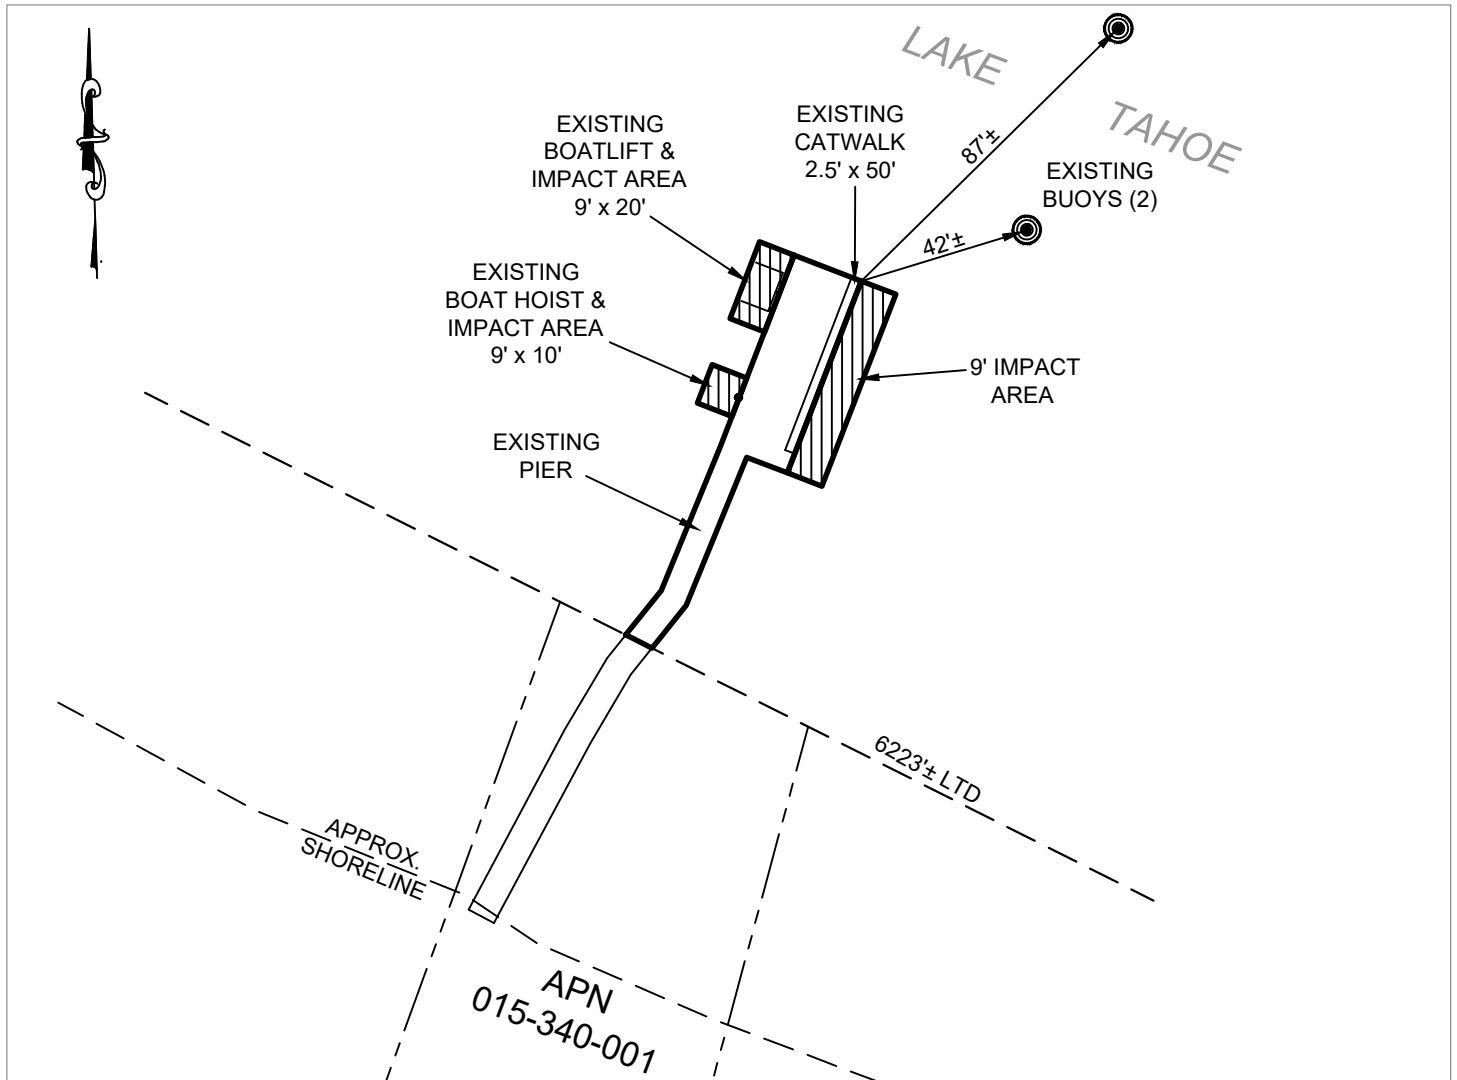 LAKE
TAHOE
EXISTING
BOATLIFT &
IMPACT AREA
9' x 20'
EXISTING
CATWALK
2.5' x 50'
87'±
EXISTING
BUOYS (2)
42'±
EXISTING
BOAT HOIST &
IMPACT AREA
9' x 10'
9' IMPACT
AREA
EXISTING
PIER
6223'± LTD
APPROX.
SHORELINE
APN
015-340-001